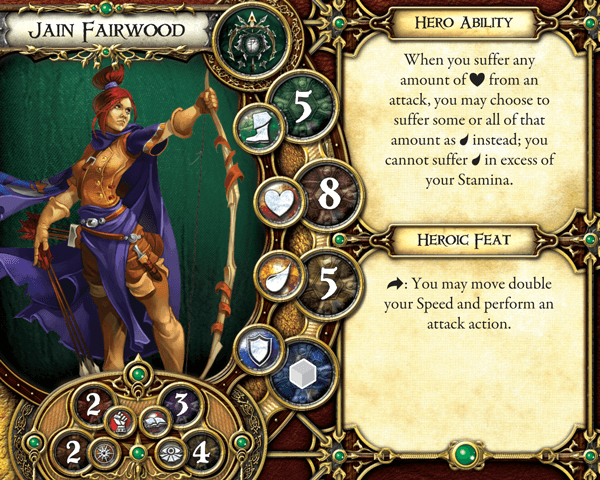 Jain Fairwood
5
8
5
2
3
2
4
Hero Ability
When you suffer any
amount of ♥ from an
attack, you may choose to
suffer some or all of that
amount as instead; you
cannot suffer in excess of
your Stamina.
Heroic Feat
: You may move double
your Speed and perform an
attack action.